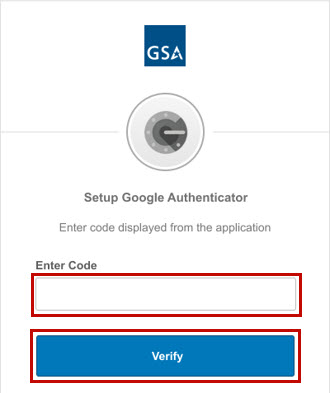 GSA
Setup Google Authenticator
Enter code displayed from the application
Enter Code
Verify